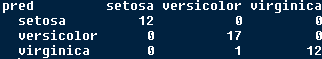 pred setosa versicolor virginica
setosa 12 0 0
versicolor 0 17 0
virginica 0 1 12